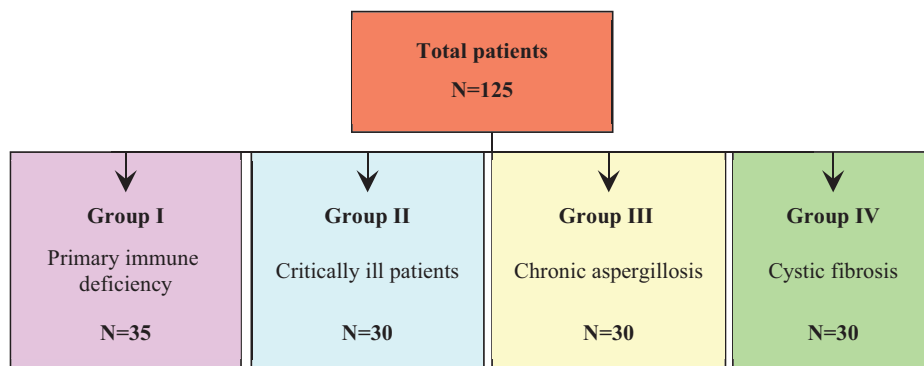 Total patients
N=125
Group I
Primary immune
deficiency
N=35
Group II
Critically ill patients
N=30
Group III
Chronic aspergillosis
N=30
Group IV
Cystic fibrosis
N=30